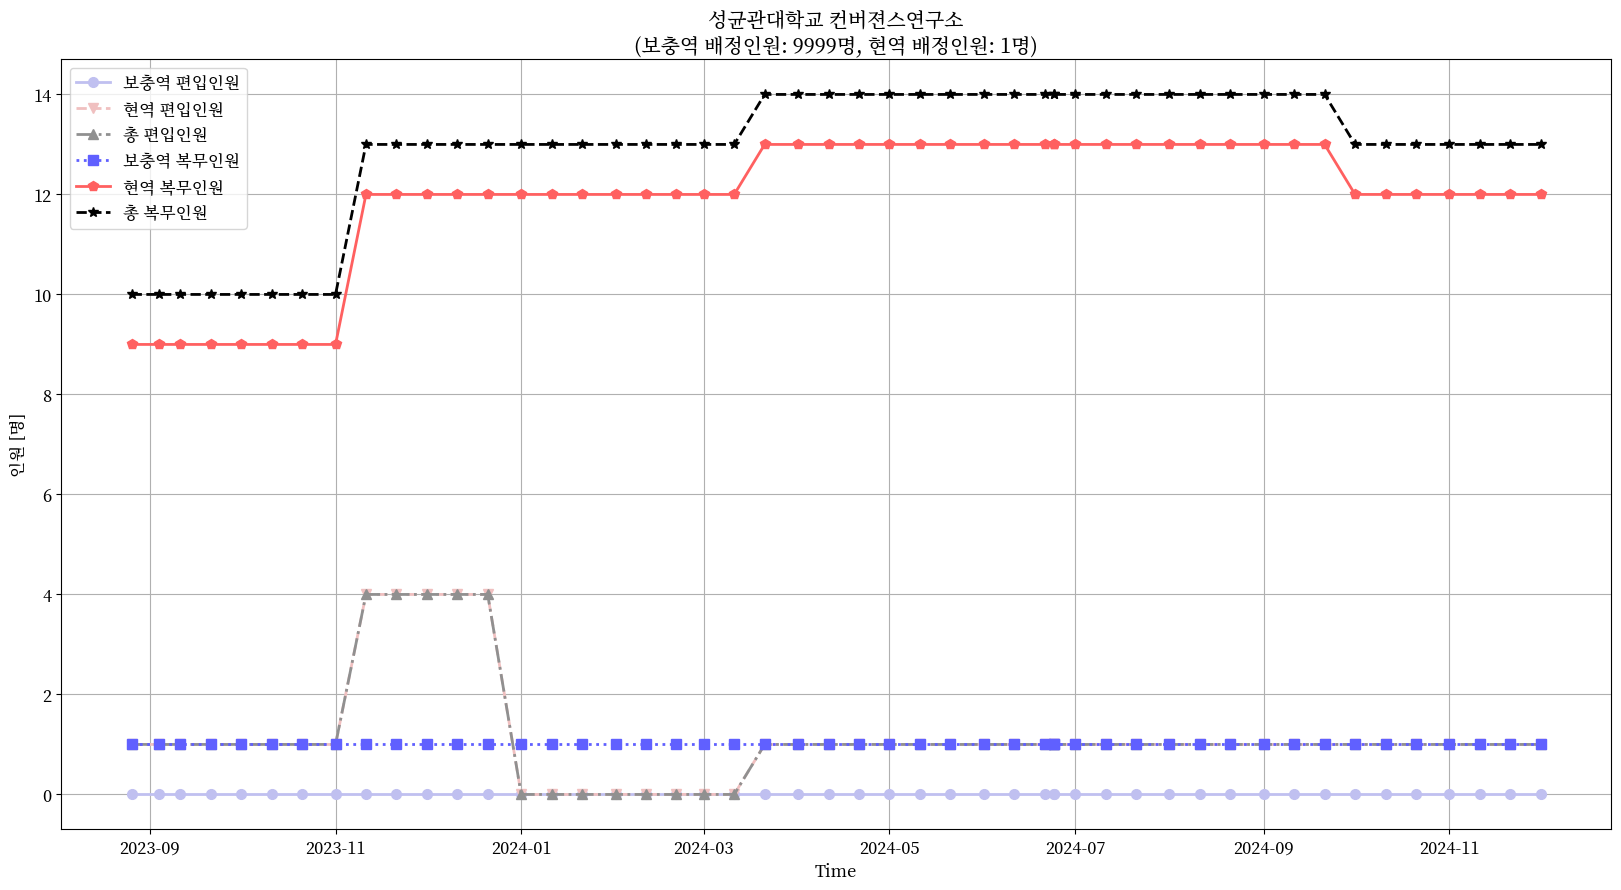 성균관대학교 컨버젼스연구소
(보충역 배정인원: 9999명, 현역 배정인원: 1명)
보충역 편입인원
현역 편입인원
총 편입인원
보충역 복무인원
현역 복무인원
총 복무인원
14
12
10
8
6
4
2
0
인원 [명]
2023-09
2023-11
2024-01
2024-03
2024-05
2024-07
2024-09
2024-11
Time